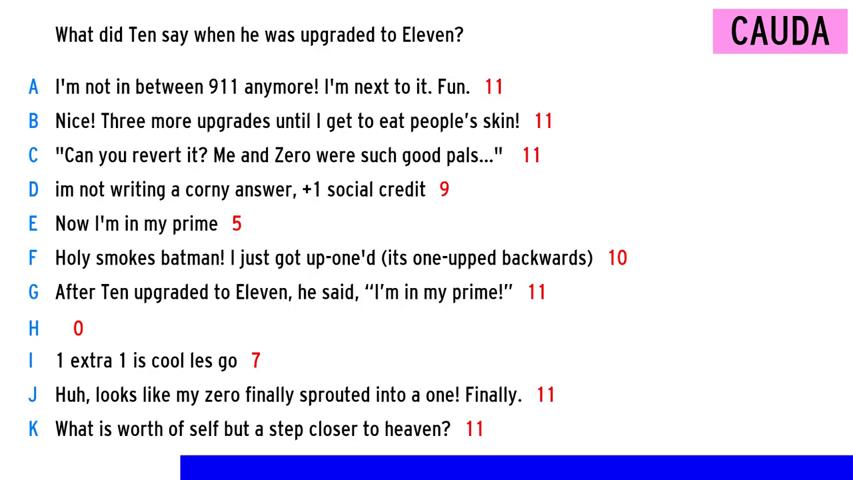 What did Ten say when he was upgraded to Eleven?
CAUDA
A I'm not in between 911 anymore! I'm next to it. Fun. 11
B Nice! Three more upgrades until I get to eat people's skin! 11
C "Can you revert it? Me and Zero were such good pals..." 11
D im not writing a corny answer, +1 social credit 9
E Now I'm in my prime 5
F Holy smokes batman! I just got up-one'd (its one-upped backwards) 10
G After Ten upgraded to Eleven, he said, “I’m in my prime!” 11
H 0
I 1 extra 1 is cool les go 7
J Huh, looks like my zero finally sprouted into a one! Finally. 11
K What is worth of self but a step closer to heaven? 11